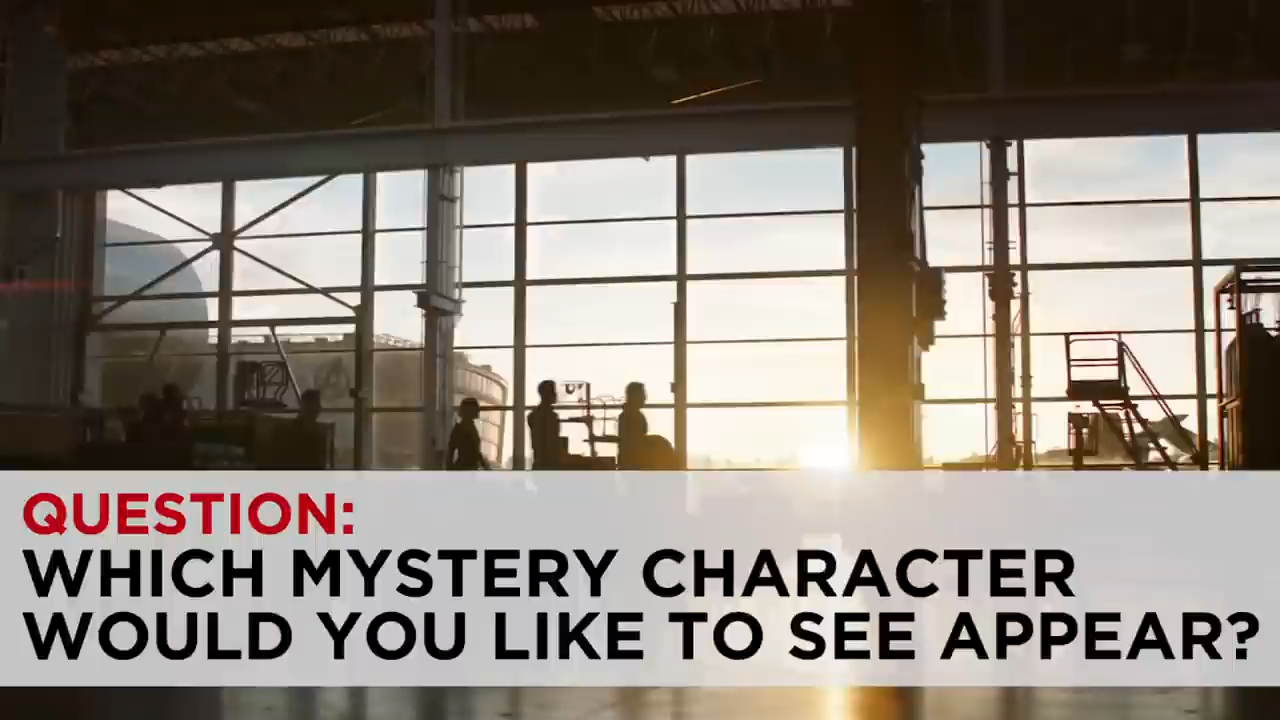 QUESTION:
WHICH MYSTERY CHARACTER
WOULD YOU LIKE TO SEE APPEAR?